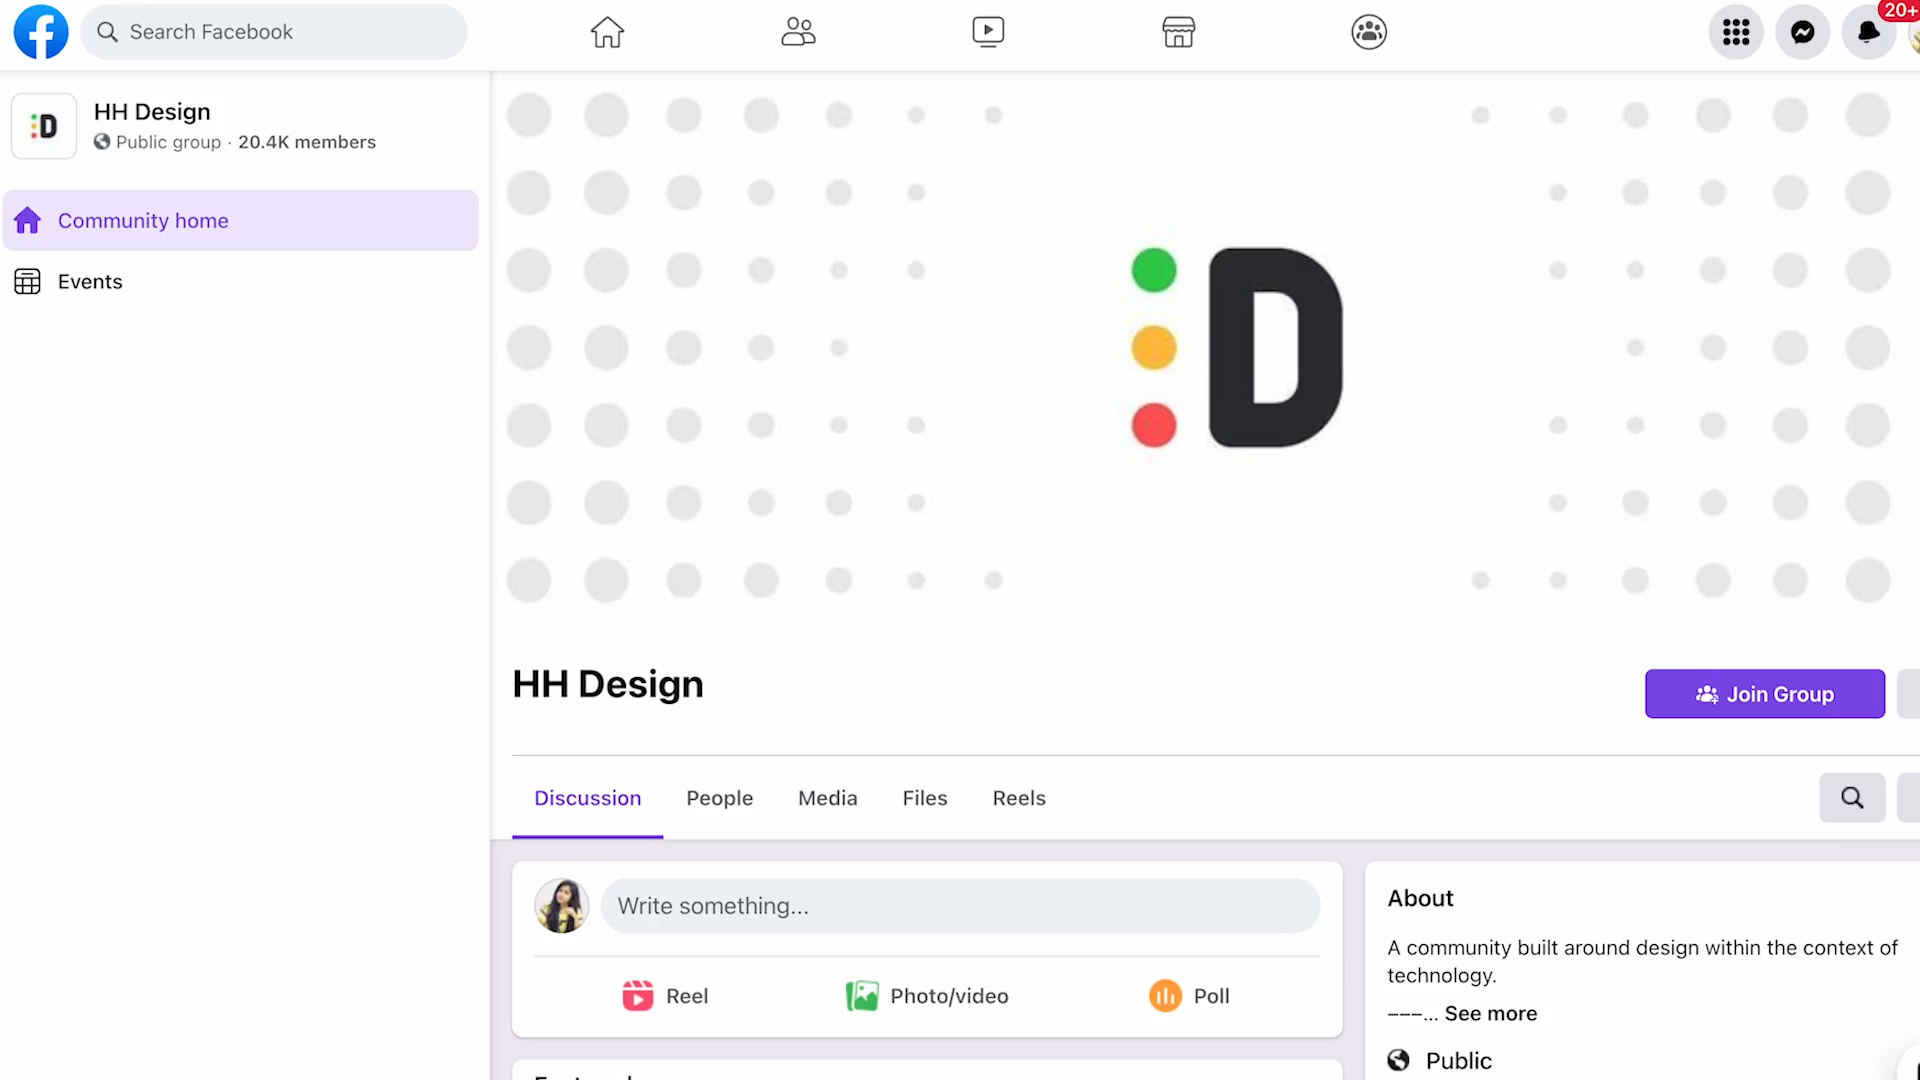 Search Facebook
20+
D
HH Design
Public group · 20.4K members
Community home
Events
D
HH Design
Join Group
Discussion
People
Media
Files
Reels
Write something...
Reel
Photo/video
Poll
About
A community built around design within the context of
technology.
–––... See more
Public